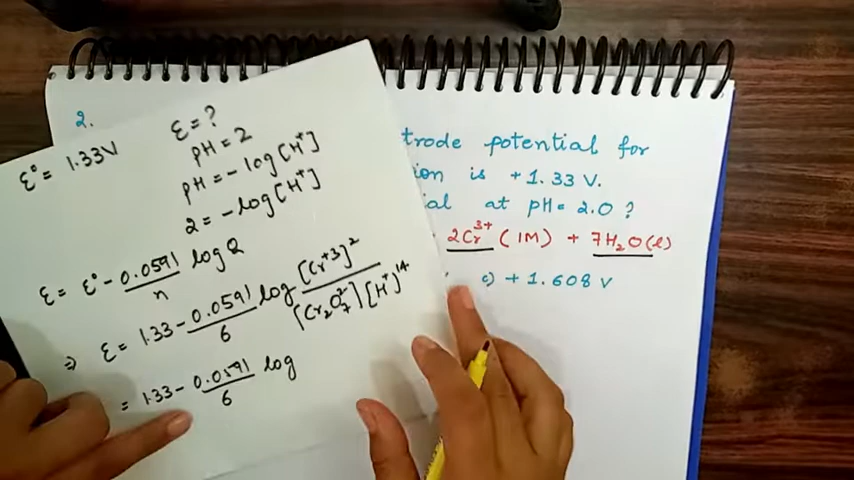 2.
ε° = 1.33V
ε = ?
pH = 2
pH = - log [H⁺]
2 = - log [H⁺]
ε = ε° - 0.0591/n log Q
⇒ ε = 1.33 - 0.0591/6 log [Cr⁺³]²/[Cr₂O₇²⁻][H⁺]¹⁴
= 1.33 - 0.0591/6 log
trode potential for
ion is +1.33 V.
ial at pH = 2.0 ?
2Cr³⁺ (1M) + 7H₂O(l)
c) + 1.608 V